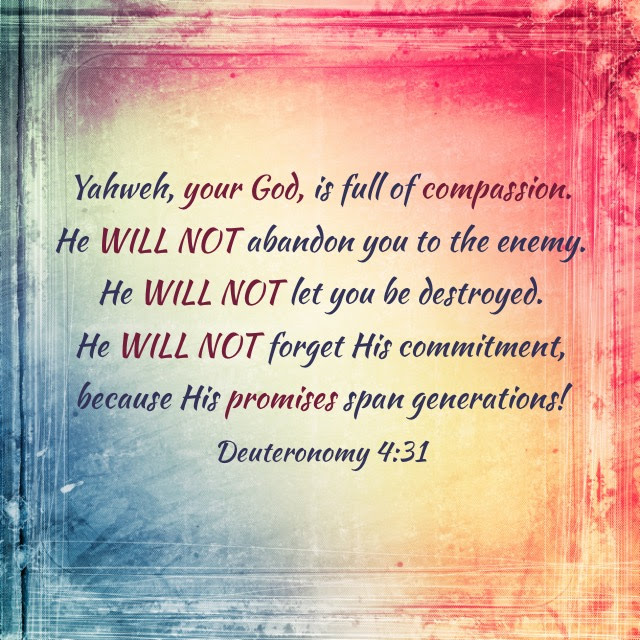 Yahweh, your God, is full of compassion.
He WILL NOT abandon you to the enemy.
He WILL NOT let you be destroyed.
He WILL NOT forget His commitment,
because His promises span generations!
Deuteronomy 4:31